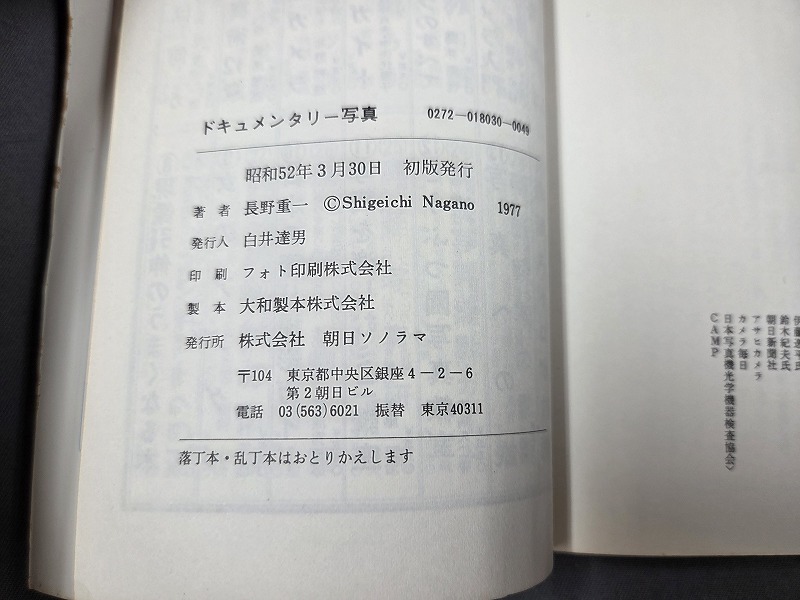 ドキュメンタリー写真 0272—018030—0049
昭和52年3月30日 初版発行
著者 長野重一 ©Shigeichi Nagano 1977
発行人 白井達男
印刷 フォト印刷株式会社
製本 大和製本株式会社
発行所 株式会社 朝日ソノラマ
〒104 東京都中央区銀座4－2－6
第2朝日ビル
電話 03(563)6021 振替 東京40311
落丁本・乱丁本はおとりかえします
鈴木紀夫氏
朝日新聞社
アサヒカメラ
カメラ毎日
日本写真機光学機器検査協会〉
CAMP